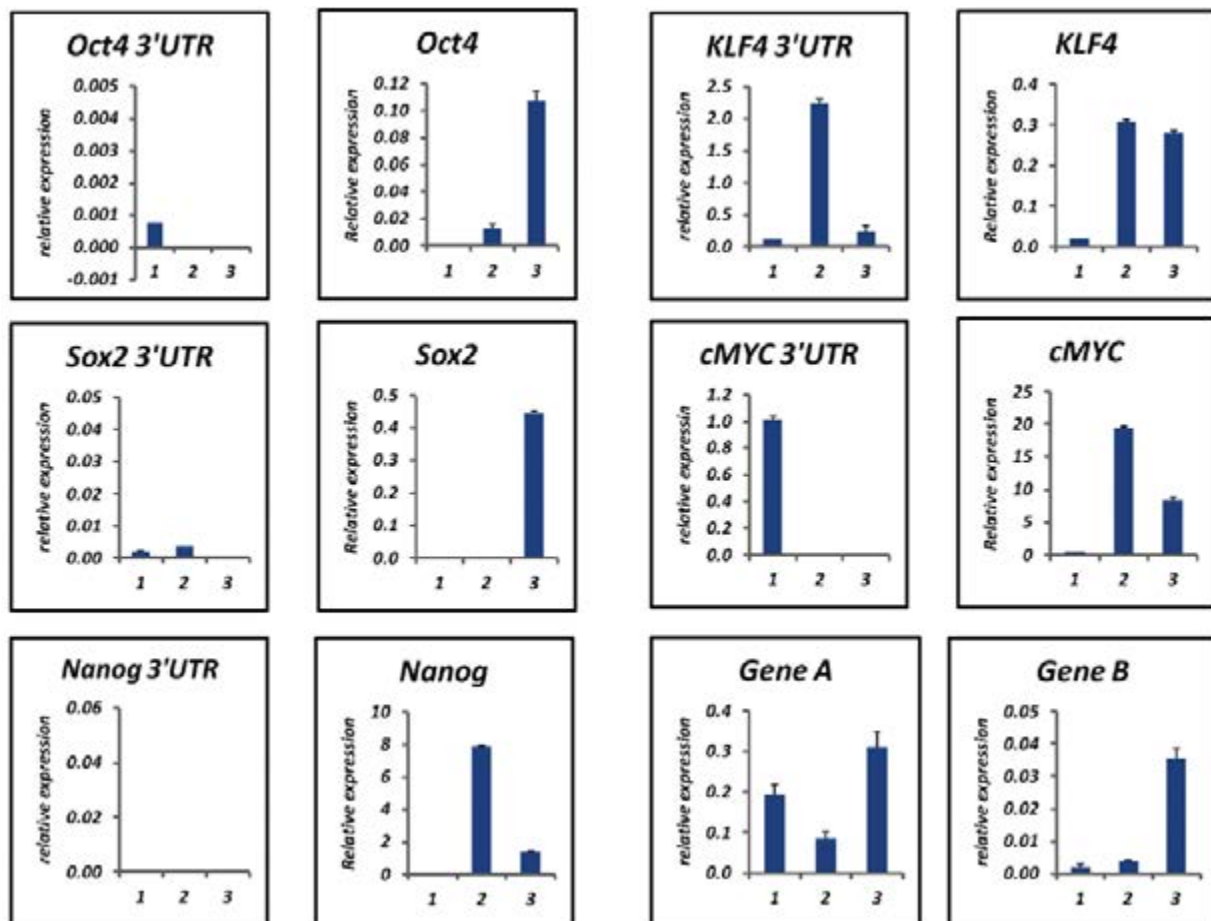 Oct4 3'UTR
relative expression
0.005
0.004
0.003
0.002
0.001
0.000
-0.001
1 2 3
Oct4
Relative expression
0.12
0.10
0.08
0.06
0.04
0.02
0.00
1 2 3
KLF4 3'UTR
relative expression
2.5
2.0
1.5
1.0
0.5
0.0
1 2 3
KLF4
Relative expression
0.4
0.3
0.2
0.1
0.0
1 2 3
Sox2 3'UTR
relative expression
0.05
0.04
0.03
0.02
0.01
0.00
1 2 3
Sox2
Relative expression
0.5
0.4
0.3
0.2
0.1
0.0
1 2 3
cMYC 3'UTR
relative expressin
1.2
1.0
0.8
0.6
0.4
0.2
0.0
1 2 3
cMYC
Relative expression
25
20
15
10
5
0
1 2 3
Nanog 3'UTR
relative expression
0.06
0.04
0.02
0.00
1 2 3
Nanog
Relative expression
10
8
6
4
2
0
1 2 3
Gene A
relative expression
0.4
0.3
0.2
0.1
0.0
1 2 3
Gene B
relative expression
0.05
0.04
0.03
0.02
0.01
0.00
1 2 3